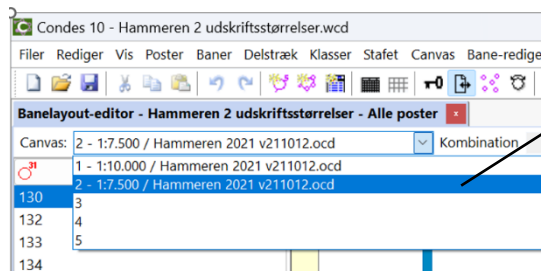 Condes 10 - Hammeren 2 udskriftsstørrelser.wcd
Filer Rediger Vis Poster Baner Delstræk Klasser Stafet Canvas Bane-redige
Banelayout-editor - Hammeren 2 udskriftsstørrelser - Alle poster x
Canvas: 2 - 1:7.500 / Hammeren 2021 v211012.ocd Kombination
31
1 - 1:10.000 / Hammeren 2021 v211012.ocd
130 2 - 1:7.500 / Hammeren 2021 v211012.ocd
3
132 4
133 5
134